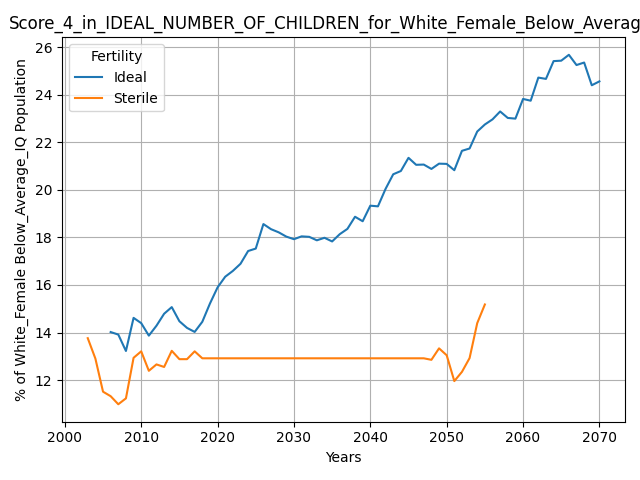 Score_4_in_IDEAL_NUMBER_OF_CHILDREN_for_White_Female_Below_Averag
Fertility
Ideal
Sterile
% of White_Female Below_Average_IQ Population
26
24
22
20
18
16
14
12
2000 2010 2020 2030 2040 2050 2060 2070
Years